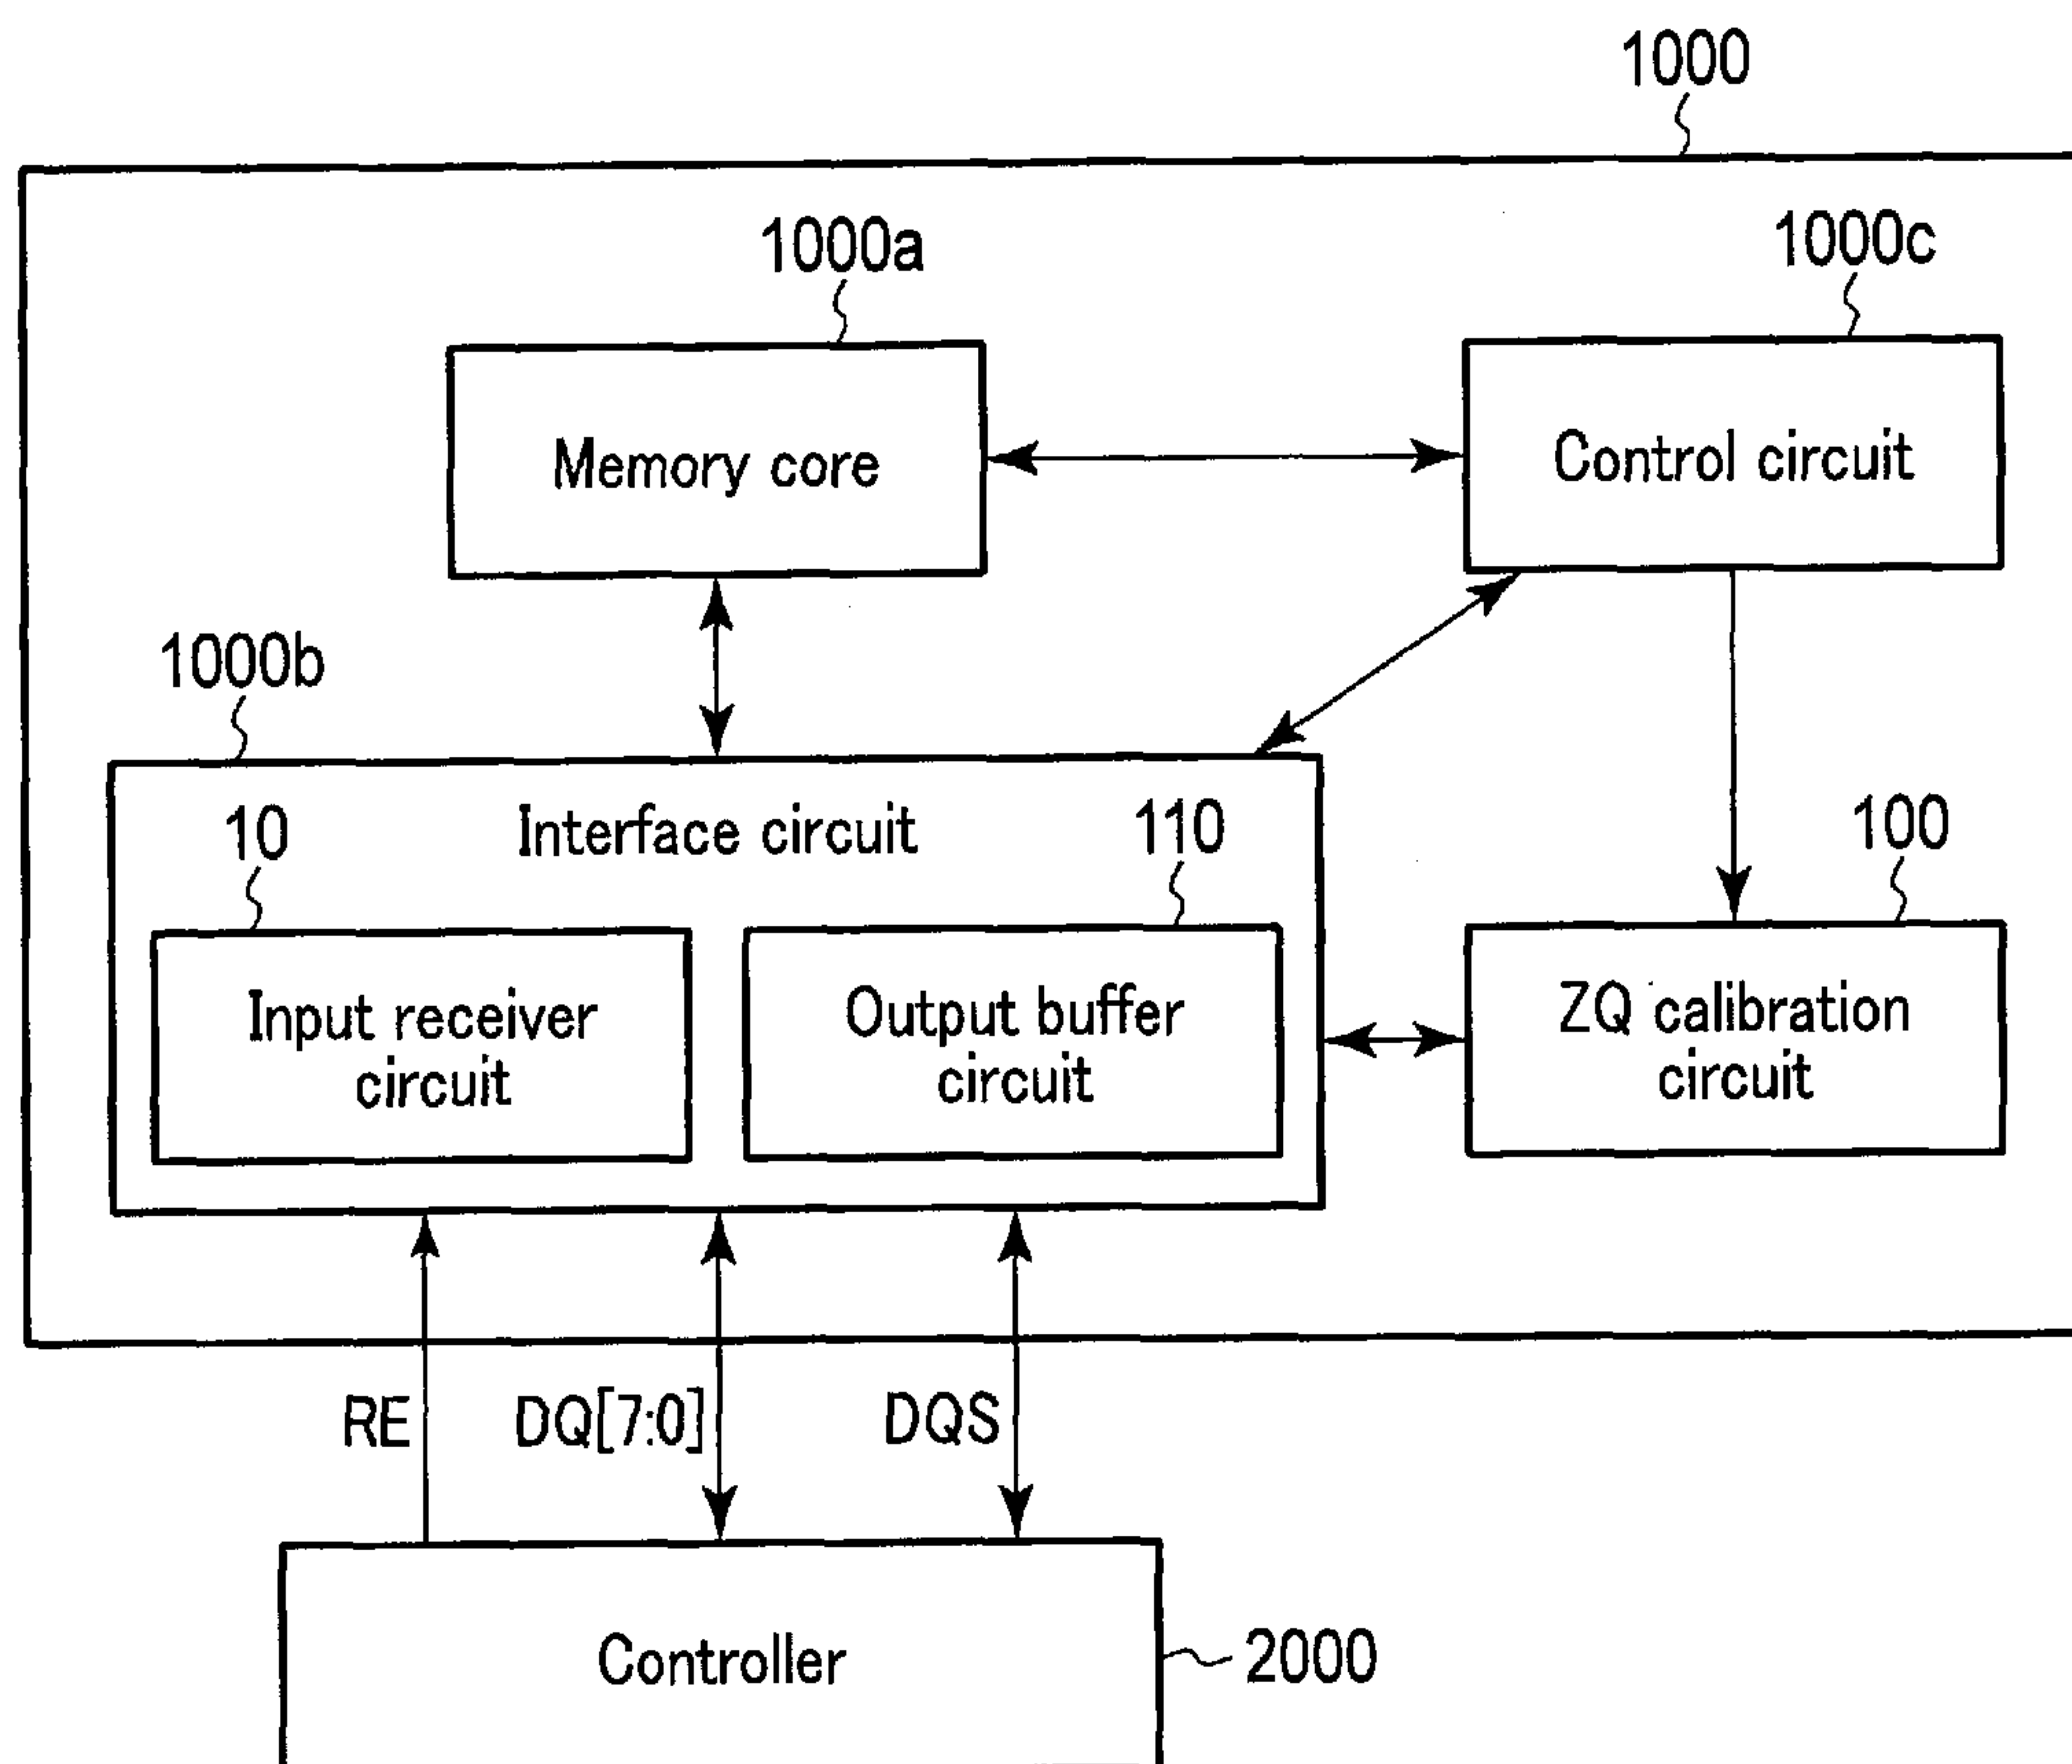 1000
1000a
1000c
Memory core
Control circuit
1000b
Interface circuit
10
110
100
Input receiver
circuit
Output buffer
circuit
ZQ calibration
circuit
RE
DQ[7:0]
DQS
Controller
2000